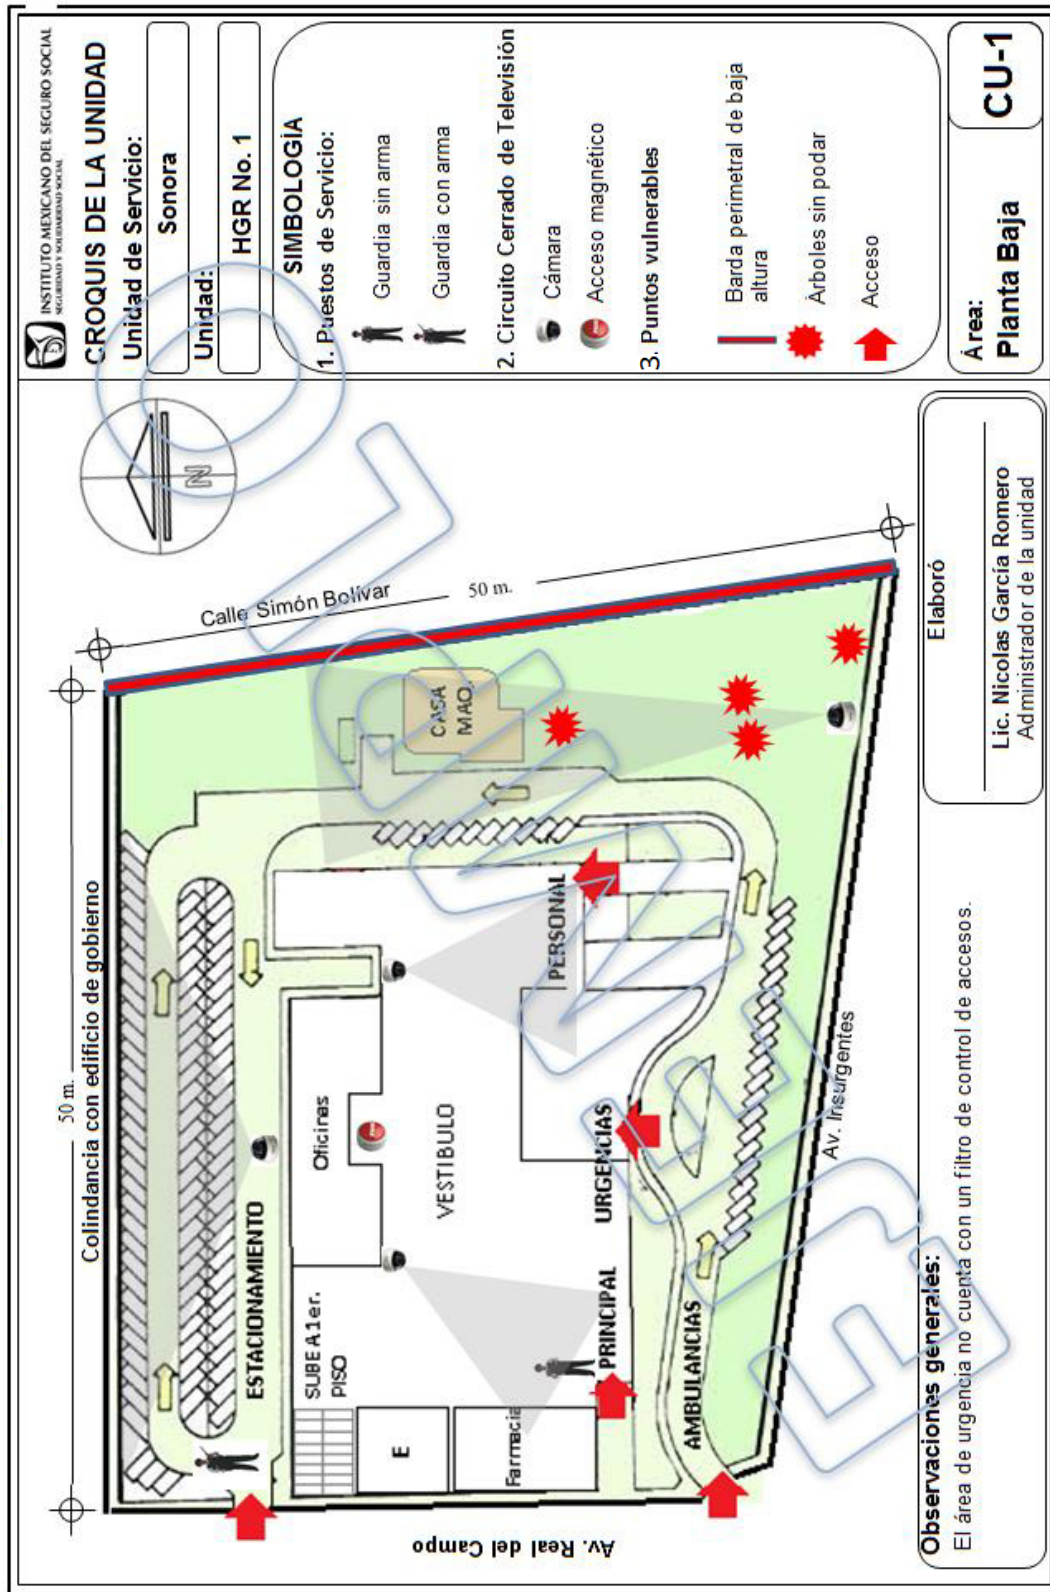 INSTITUTO MEXICANO DEL SEGURO SOCIAL
SEGURIDAD Y SOLIDARIDAD SOCIAL
CROQUIS DE LA UNIDAD
Unidad de Servicio:
Sonora
Unidad:
HGR No. 1
SIMBOLOGÍA
1. Puestos de Servicio:
Guardia sin arma
Guardia con arma
2. Circuito Cerrado de Televisión
Cámara
Acceso magnético
3. Puntos vulnerables
Barda perimetral de baja
altura
Árboles sin podar
Acceso
Área:
Planta Baja
CU-1
N
Calle Simón Bolívar
50 m.
50 m.
Colindancia con edificio de gobierno
CASA
MAQ.
ESTACIONAMIENTO
Oficinas
SUBE A 1er.
PISO
E
Farmacia
VESTIBULO
PERSONAL
URGENCIAS
PRINCIPAL
AMBULANCIAS
Av. Insurgentes
Av. Real del Campo
Observaciones generales:
El área de urgencia no cuenta con un filtro de control de accesos.
Elaboró
Lic. Nicolas García Romero
Administrador de la unidad